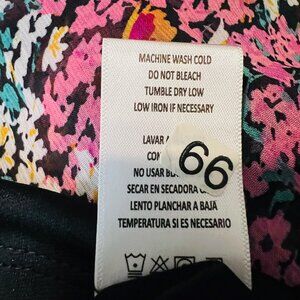 MACHINE WASH COLD
DO NOT BLEACH
TUMBLE DRY LOW
LOW IRON IF NECESSARY
LAVAR
66
NO USAR
SECAR EN SECADORA
LENTO PLANCHAR A BAJA
TEMPERATURA SI ES NECESARIO